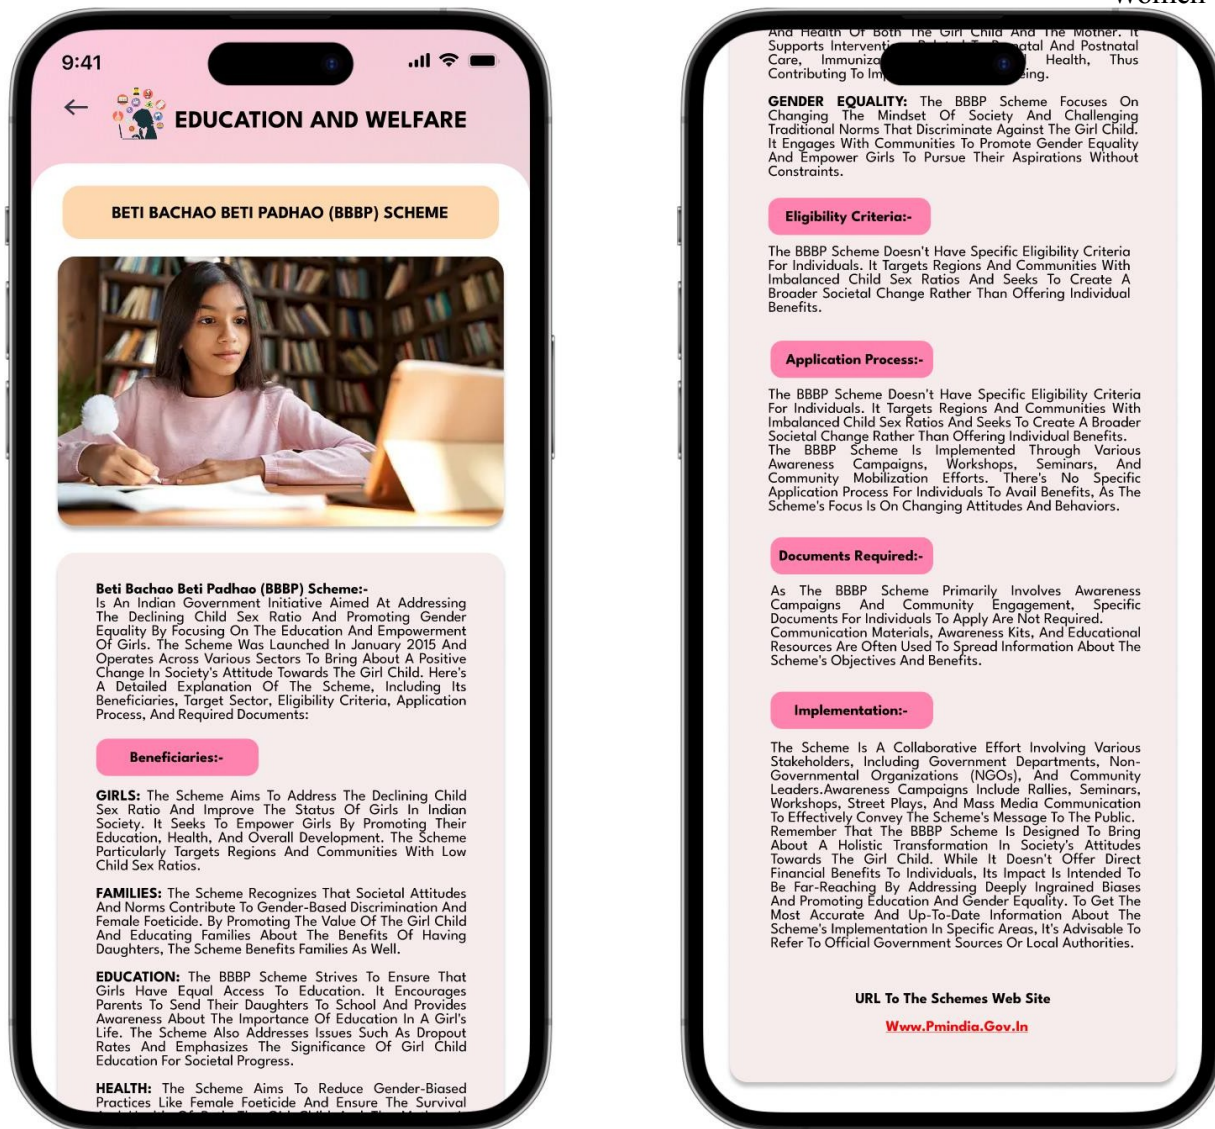 Women
9:41
EDUCATION AND WELFARE
BETI BACHAO BETI PADHAO (BBBP) SCHEME
Beti Bachao Beti Padhao (BBBP) Scheme:-
Is An Indian Government Initiative Aimed At Addressing
The Declining Child Sex Ratio And Promoting Gender
Equality By Focusing On The Education And Empowerment
Of Girls. The Scheme Was Launched In January 2015 And
Operates Across Various Sectors To Bring About A Positive
Change In Society's Attitude Towards The Girl Child. Here's
A Detailed Explanation Of The Scheme, Including Its
Beneficiaries, Target Sector, Eligibility Criteria, Application
Process, And Required Documents:
Beneficiaries:-
GIRLS: The Scheme Aims To Address The Declining Child
Sex Ratio And Improve The Status Of Girls In Indian
Society. It Seeks To Empower Girls By Promoting Their
Education, Health, And Overall Development. The Scheme
Particularly Targets Regions And Communities With Low
Child Sex Ratios.
FAMILIES: The Scheme Recognizes That Societal Attitudes
And Norms Contribute To Gender-Based Discrimination And
Female Foeticide. By Promoting The Value Of The Girl Child
And Educating Families About The Benefits Of Having
Daughters, The Scheme Benefits Families As Well.
EDUCATION: The BBBP Scheme Strives To Ensure That
Girls Have Equal Access To Education. It Encourages
Parents To Send Their Daughters To School And Provides
Awareness About The Importance Of Education In A Girl's
Life. The Scheme Also Addresses Issues Such As Dropout
Rates And Emphasizes The Significance Of Girl Child
Education For Societal Progress.
HEALTH: The Scheme Aims To Reduce Gender-Biased
Practices Like Female Foeticide And Ensure The Survival
And Health Of Both The Girl Child And The Mother. It
Supports And Postnatal
Care, Health, Thus
Contributing To
GENDER EQUALITY: The BBBP Scheme Focuses On
Changing The Mindset Of Society And Challenging
Traditional Norms That Discriminate Against The Girl Child.
It Engages With Communities To Promote Gender Equality
And Empower Girls To Pursue Their Aspirations Without
Constraints.
Eligibility Criteria:-
The BBBP Scheme Doesn't Have Specific Eligibility Criteria
For Individuals. It Targets Regions And Communities With
Imbalanced Child Sex Ratios And Seeks To Create A
Broader Societal Change Rather Than Offering Individual
Benefits.
Application Process:-
The BBBP Scheme Doesn't Have Specific Eligibility Criteria
For Individuals. It Targets Regions And Communities With
Imbalanced Child Sex Ratios And Seeks To Create A Broader
Societal Change Rather Than Offering Individual Benefits.
The BBBP Scheme Is Implemented Through Various
Awareness Campaigns, Workshops, Seminars, And
Community Mobilization Efforts. There's No Specific
Application Process For Individuals To Avail Benefits, As The
Scheme's Focus Is On Changing Attitudes And Behaviors.
Documents Required:-
As The BBBP Scheme Primarily Involves Awareness
Campaigns And Community Engagement, Specific
Documents For Individuals To Apply Are Not Required.
Communication Materials, Awareness Kits, And Educational
Resources Are Often Used To Spread Information About The
Scheme's Objectives And Benefits.
Implementation:-
The Scheme Is A Collaborative Effort Involving Various
Stakeholders, Including Government Departments, Non-
Governmental Organizations (NGOs), And Community
Leaders.Awareness Campaigns Include Rallies, Seminars,
Workshops, Street Plays, And Mass Media Communication
To Effectively Convey The Scheme's Message To The Public.
Remember That The BBBP Scheme Is Designed To Bring
About A Holistic Transformation In Society's Attitudes
Towards The Girl Child. While It Doesn't Offer Direct
Financial Benefits To Individuals, Its Impact Is Intended To
Be Far-Reaching By Addressing Deeply Ingrained Biases
And Promoting Education And Gender Equality. To Get The
Most Accurate And Up-To-Date Information About The
Scheme's Implementation In Specific Areas, It's Advisable To
Refer To Official Government Sources Or Local Authorities.
URL To The Schemes Web Site
Www.Pmindia.Gov.In